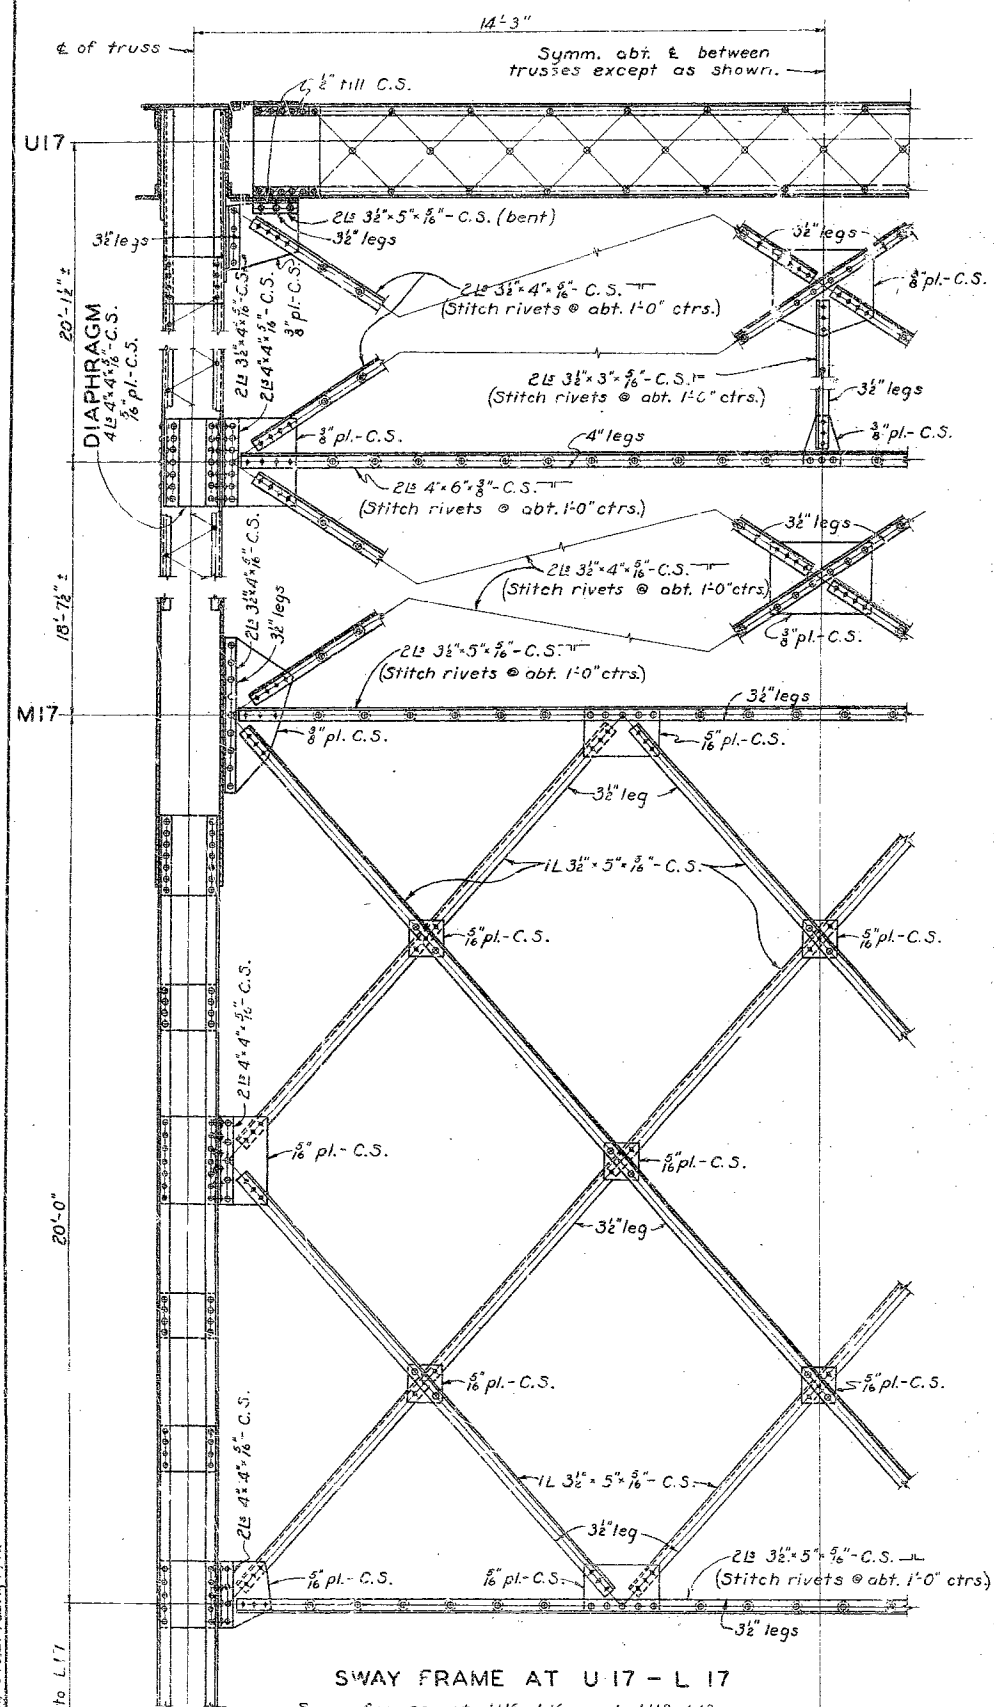 14'-3"
℄ of truss
Symm. abt. ℄ between
trusses except as shown.
½" fill C.S.
U17
2Ls 3½"×5"×5/16"-C.S. (bent)
3½" legs
3½" legs
3½" legs
⅜" pl.-C.S.
20'-1½" ±
2Ls 3½"×4"×5/16"-C.S.
2Ls 4"×4"×5/16"-C.S.
⅜" pl.-C.S.
2Ls 3½"×4"×5/16"-C.S.
(Stitch rivets @ abt. 1'-0" ctrs.)
DIAPHRAGM
4Ls 4"×4"×5/16"-C.S.
5/16" pl.-C.S.
2Ls 3½"×3"×5/16"-C.S.
(Stitch rivets @ abt. 1'-0" ctrs.)
3½" legs
⅜" pl.-C.S.
4" legs
⅜" pl.-C.S.
2Ls 4"×6"×⅜"-C.S.
(Stitch rivets @ abt. 1'-0" ctrs.)
3½" legs
18'-7½" ±
2Ls 3½"×4"×5/16"-C.S.
3½" legs
2Ls 3½"×4"×5/16"-C.S.
(Stitch rivets @ abt. 1'-0" ctrs.)
⅜" pl.-C.S.
2Ls 3½"×5"×5/16"-C.S.
(Stitch rivets @ abt. 1'-0" ctrs.)
3½" legs
M17
⅜" pl. C.S.
5/16" pl.-C.S.
3½" leg
1L 3½"×5"×5/16"-C.S.
5/16" pl.-C.S.
5/16" pl.-C.S.
2Ls 4"×4"×5/16"-C.S.
5/16" pl.-C.S.
5/16" pl.-C.S.
3½" leg
20'-0"
5/16" pl.-C.S.
5/16" pl.-C.S.
2Ls 4"×4"×5/16"-C.S.
1L 3½"×5"×5/16"-C.S.
3½" leg
2Ls 3½"×5"×5/16"-C.S.
(Stitch rivets @ abt. 1'-0" ctrs)
5/16" pl.-C.S.
5/16" pl.-C.S.
3½" legs
to L17
SWAY FRAME AT U17 - L17